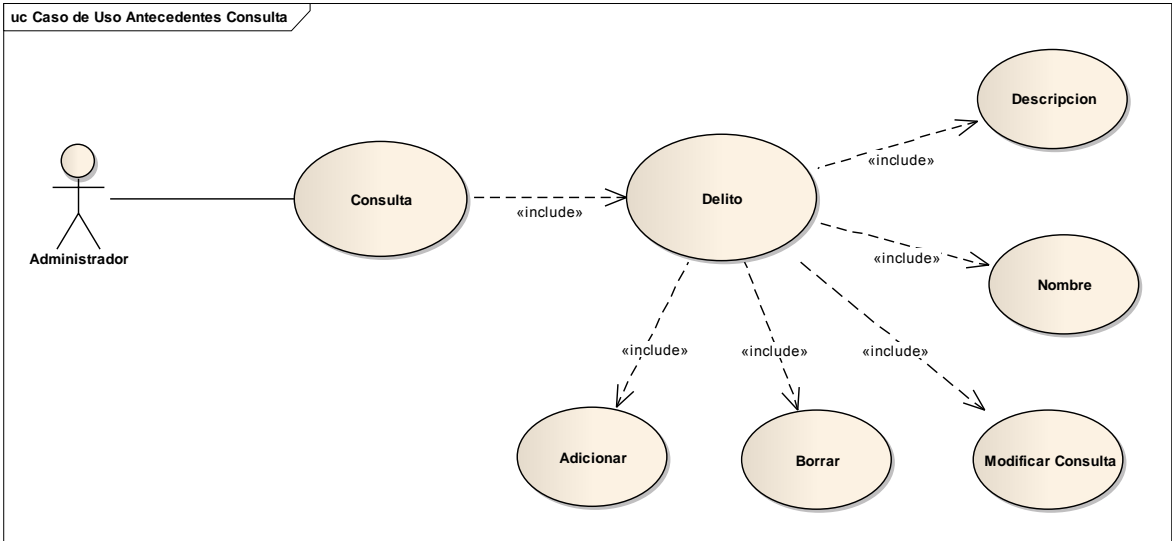 uc Caso de Uso Antecedentes Consulta
Administrador
Consulta
«include»
Delito
«include»
Descripcion
«include»
Nombre
«include»
«include»
«include»
Adicionar
Borrar
Modificar Consulta